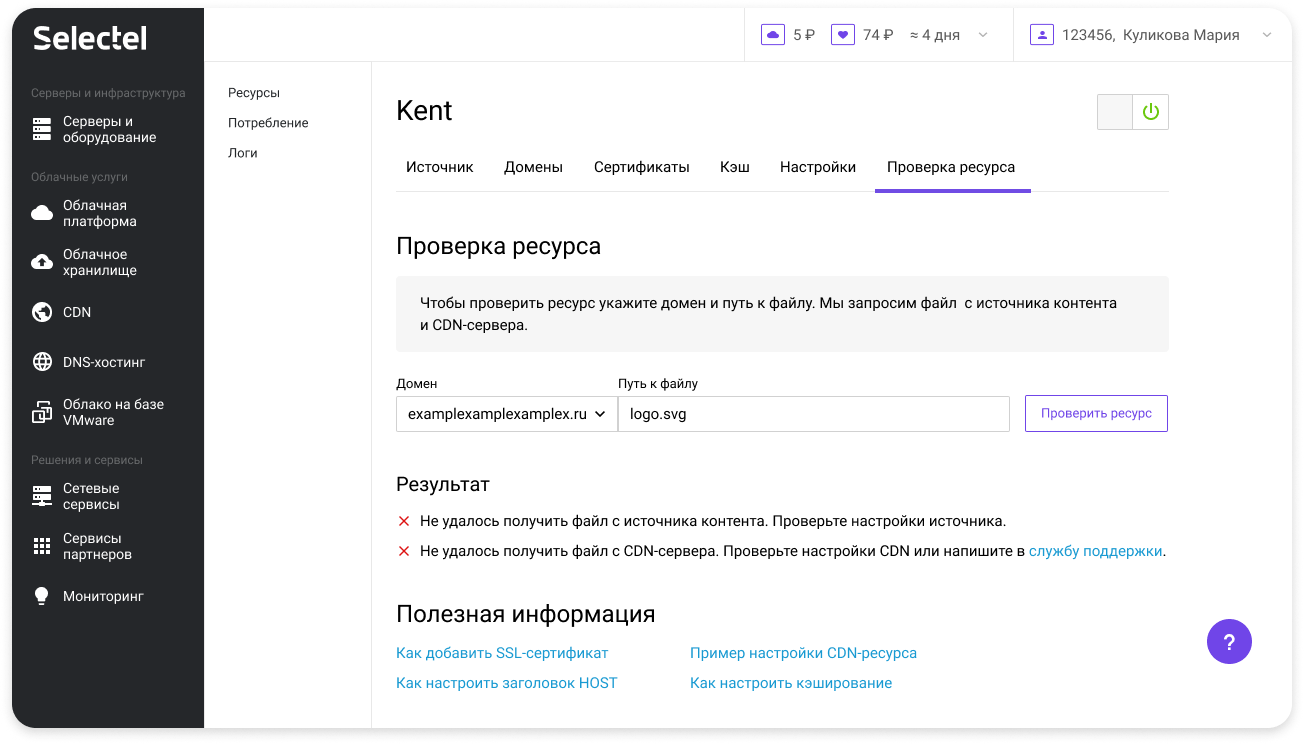 Selectel
5 ₽
74 ₽
≈ 4 дня
123456, Куликова Мария
Серверы и инфраструктура
Серверы и
оборудование
Облачные услуги
Облачная
платформа
Облачное
хранилище
CDN
DNS-хостинг
Облако на базе
VMware
Решения и сервисы
Сетевые
сервисы
Сервисы
партнеров
Мониторинг
Ресурсы
Потребление
Логи
Kent
Источник
Домены
Сертификаты
Кэш
Настройки
Проверка ресурса
Проверка ресурса
Чтобы проверить ресурс укажите домен и путь к файлу. Мы запросим файл с источника контента
и CDN-сервера.
Домен
Путь к файлу
examplexamplexamplex.ru
logo.svg
Проверить ресурс
Результат
Не удалось получить файл с источника контента. Проверьте настройки источника.
Не удалось получить файл с CDN-сервера. Проверьте настройки CDN или напишите в службу поддержки.
Полезная информация
Как добавить SSL-сертификат
Пример настройки CDN-ресурса
Как настроить заголовок HOST
Как настроить кэширование
?